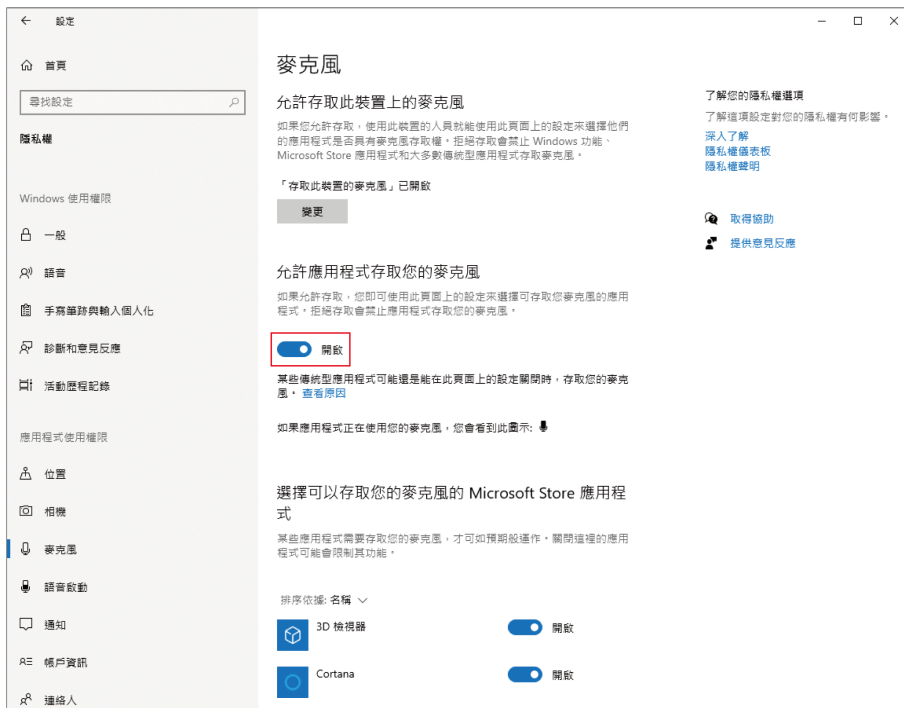 設定
首頁
尋找設定
隱私權
Windows 使用權限
一般
語音
手寫筆跡與輸入個人化
診斷和意見反應
活動歷程記錄
應用程式使用權限
位置
相機
麥克風
語音啟動
通知
帳戶資訊
連絡人
麥克風
允許存取此裝置上的麥克風
如果您允許存取，使用此裝置的人員就能使用此頁面上的設定來選擇他們
的應用程式是否具有麥克風存取權。拒絕存取會禁止 Windows 功能、
Microsoft Store 應用程式和大多數傳統型應用程式存取麥克風。
「存取此裝置的麥克風」已開啟
變更
允許應用程式存取您的麥克風
如果允許存取，您即可使用此頁面上的設定來選擇可存取您麥克風的應用
程式。拒絕存取會禁止應用程式存取您的麥克風。
開啟
某些傳統型應用程式可能還是能在此頁面上的設定關閉時，存取您的麥克
風。 查看原因
如果應用程式正在使用您的麥克風，您會看到此圖示:
選擇可以存取您的麥克風的 Microsoft Store 應用程
式
某些應用程式需要存取您的麥克風，才可如預期般運作。關閉這裡的應用
程式可能會限制其功能。
排序依據: 名稱
3D 檢視器
開啟
Cortana
開啟
了解您的隱私權選項
了解這項設定對您的隱私權有何影響。
深入了解
隱私權儀表板
隱私權聲明
取得協助
提供意見反應